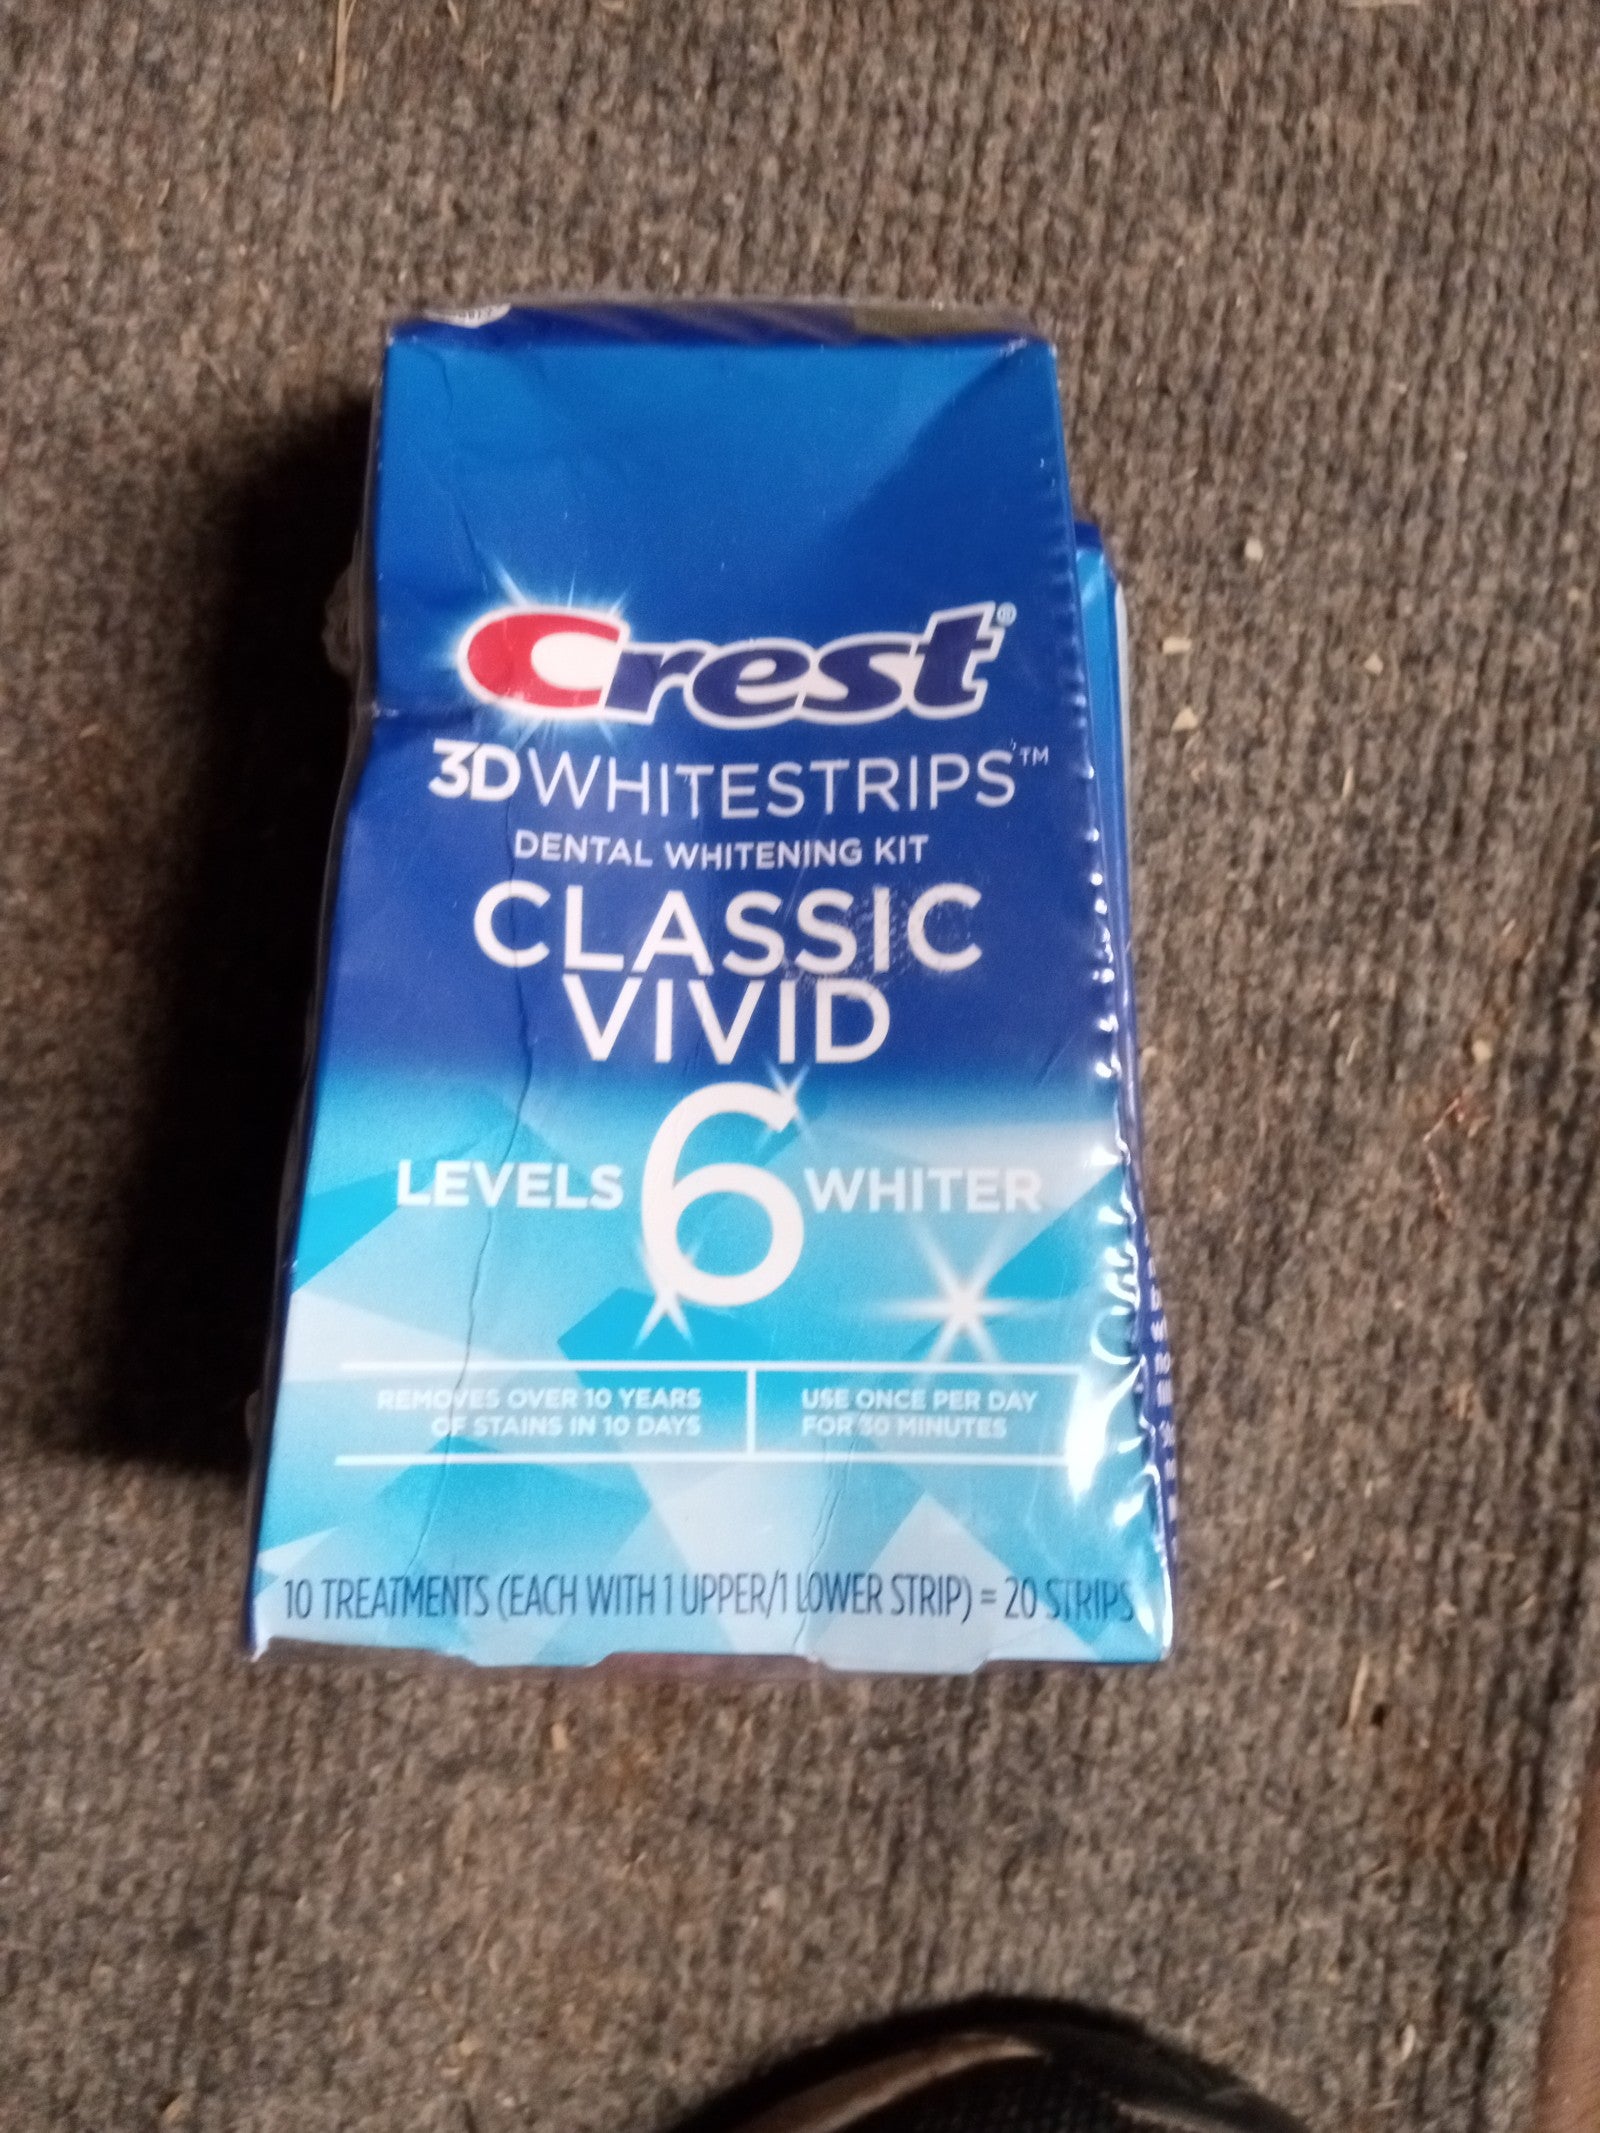 Crest®
3DWHITESTRIPS™
DENTAL WHITENING KIT
CLASSIC
VIVID
LEVELS 6 WHITER
REMOVES OVER 10 YEARS
OF STAINS IN 10 DAYS
USE ONCE PER DAY
FOR 30 MINUTES
10 TREATMENTS (EACH WITH 1 UPPER/1 LOWER STRIP) = 20 STRIPS